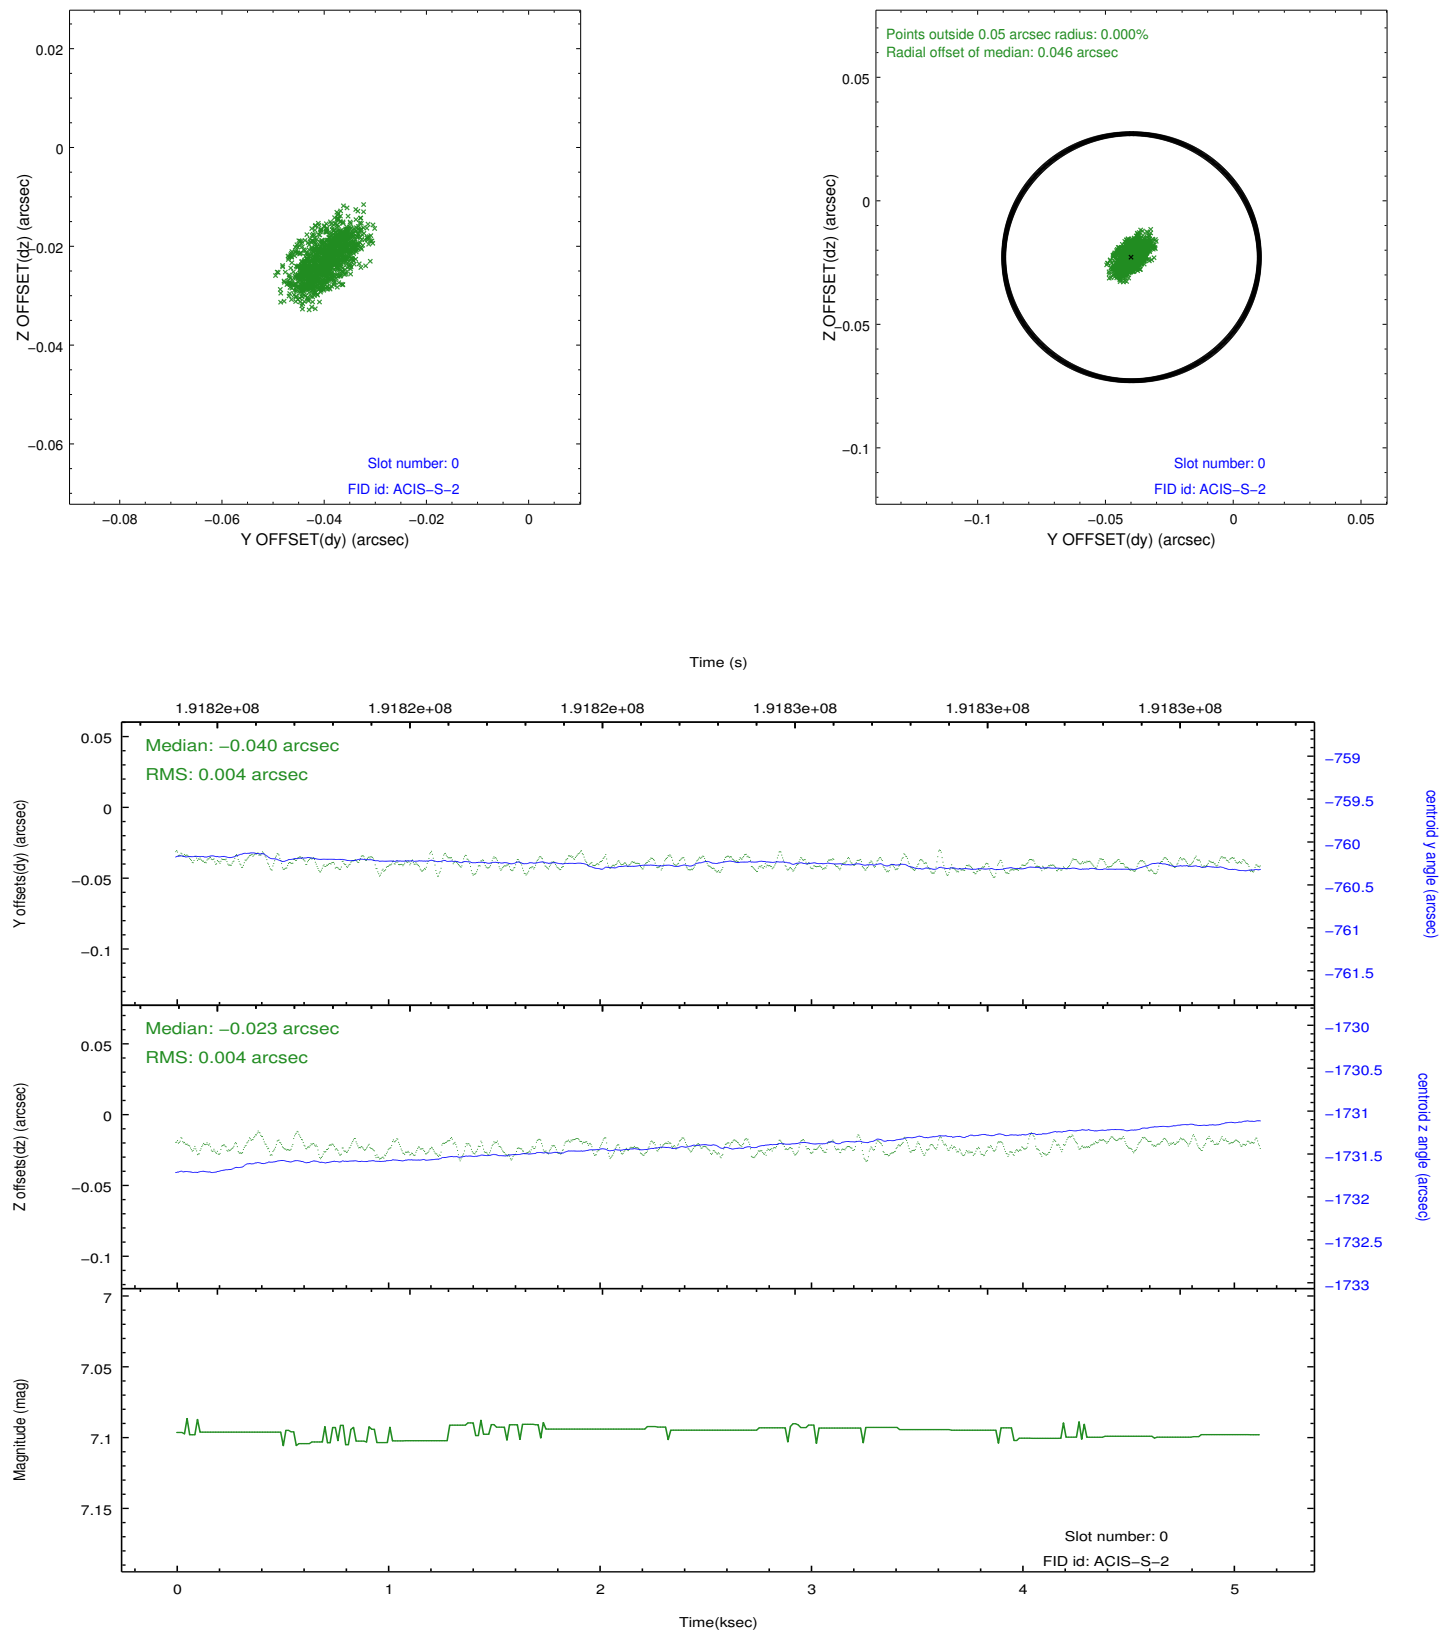 Points outside 0.05 arcsec radius: 0.000%
Radial offset of median: 0.046 arcsec
0.02
0
−0.02
−0.04
−0.06
Z OFFSET(dz) (arcsec)
Slot number: 0
FID id: ACIS−S−2
−0.08
−0.06
−0.04
−0.02
0
Y OFFSET(dy) (arcsec)
0.05
0
−0.05
−0.1
Z OFFSET(dz) (arcsec)
Slot number: 0
FID id: ACIS−S−2
−0.1
−0.05
0
0.05
Y OFFSET(dy) (arcsec)
Time (s)
1.9182e+08
1.9182e+08
1.9182e+08
1.9183e+08
1.9183e+08
1.9183e+08
Median: −0.040 arcsec
RMS: 0.004 arcsec
0.05
0
−0.05
−0.1
Y offsets(dy) (arcsec)
−759
−759.5
−760
−760.5
−761
−761.5
centroid y angle (arcsec)
Median: −0.023 arcsec
RMS: 0.004 arcsec
0.05
0
−0.05
−0.1
Z offsets(dz) (arcsec)
−1730
−1730.5
−1731
−1731.5
−1732
−1732.5
−1733
centroid z angle (arcsec)
7
7.05
7.1
7.15
Magnitude (mag)
Slot number: 0
FID id: ACIS−S−2
0
1
2
3
4
5
Time(ksec)